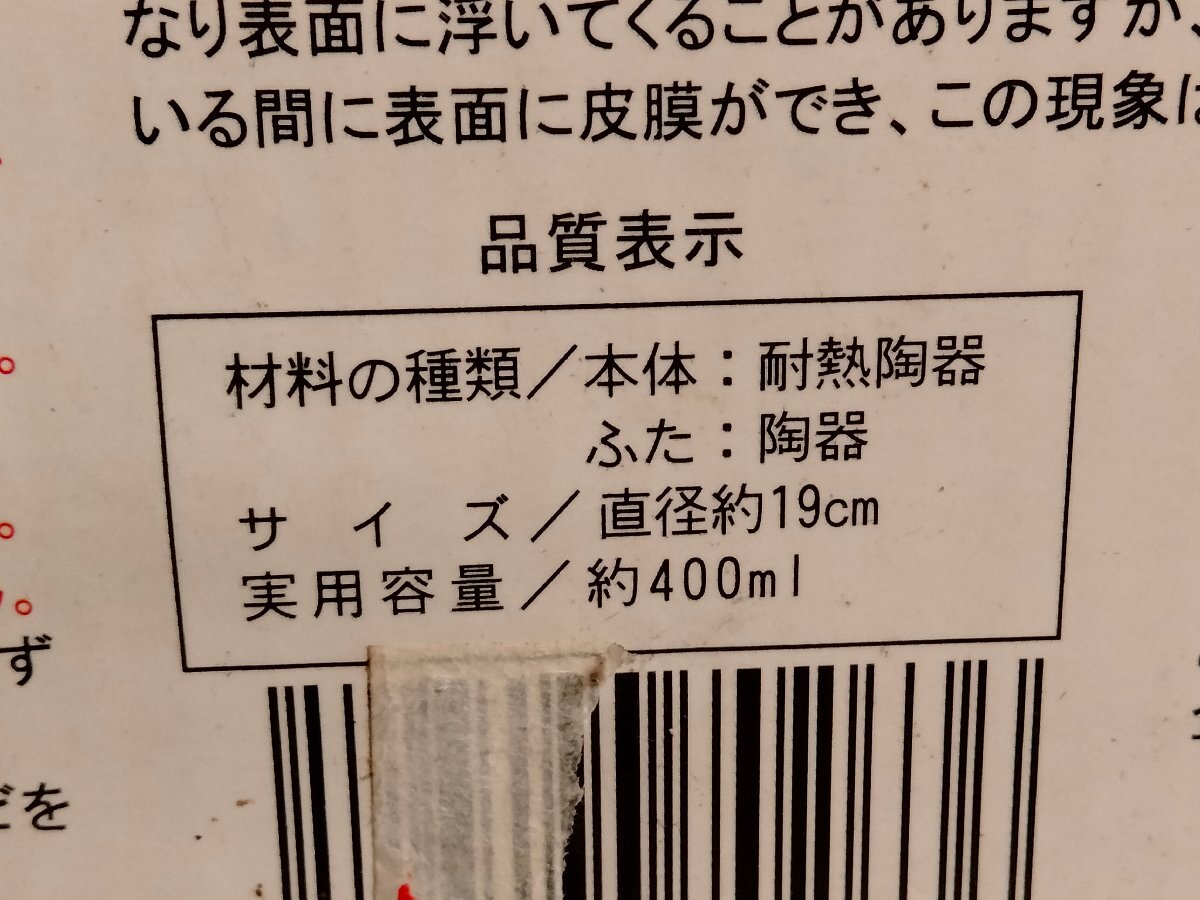 なり表面に浮いてくることがありますが、
いる間に表面に皮膜ができ、この現象は
品質表示
材料の種類／本体：耐熱陶器
ふた：陶器
サイズ／直径約19cm
実用容量／約400ml
。
。
。
ず
を